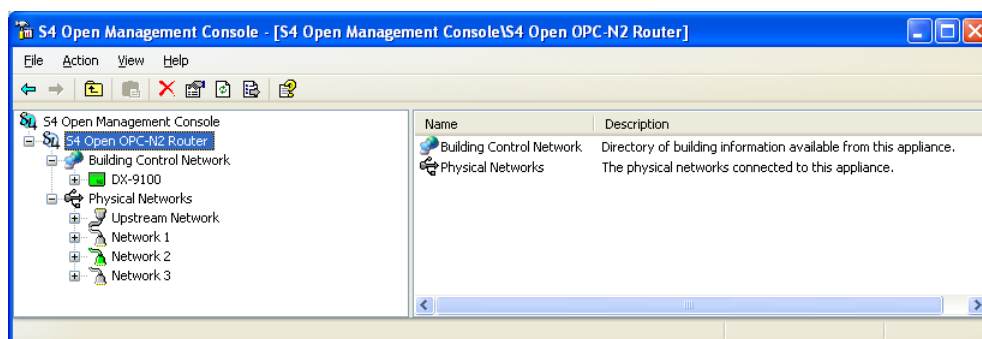 S4 Open Management Console - [S4 Open Management Console\S4 Open OPC-N2 Router]
File Action View Help
S4 Open Management Console
S4 Open OPC-N2 Router
Building Control Network
DX-9100
Physical Networks
Upstream Network
Network 1
Network 2
Network 3
Name Description
Building Control Network Directory of building information available from this appliance.
Physical Networks The physical networks connected to this appliance.